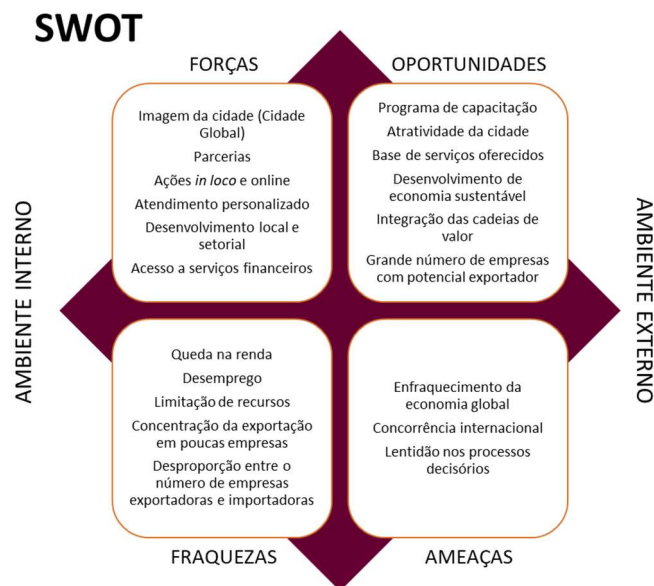 SWOT
FORÇAS
Imagem da cidade (Cidade
Global)
Parcerias
Ações in loco e online
Atendimento personalizado
Desenvolvimento local e
setorial
Acesso a serviços financeiros
OPORTUNIDADES
Programa de capacitação
Atratividade da cidade
Base de serviços oferecidos
Desenvolvimento de
economia sustentável
Integração das cadeias de
valor
Grande número de empresas
com potencial exportador
AMBIENTE INTERNO
AMBIENTE EXTERNO
Queda na renda
Desemprego
Limitação de recursos
Concentração da exportação
em poucas empresas
Desproporção entre o
número de empresas
exportadoras e importadoras
FRAQUEZAS
Enfraquecimento da
economia global
Concorrência internacional
Lentidão nos processos
decisórios
AMEAÇAS